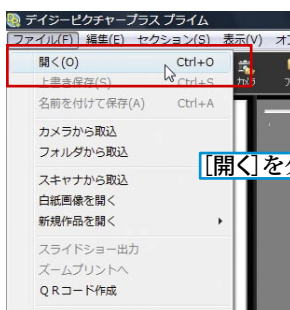 デイジーピクチャープラス プライム
ファイル(F) 編集(E) セクション(S) 表示(V)
開く(O) Ctrl+O
上書き保存(S) Ctrl+S
名前を付けて保存(A) Ctrl+A
カメラ
カメラから取込
フォルダから取込
[開く]を
スキャナから取込
白紙画像を開く
新規作品を開く
スライドショー出力
ズームプリントへ
QRコード作成